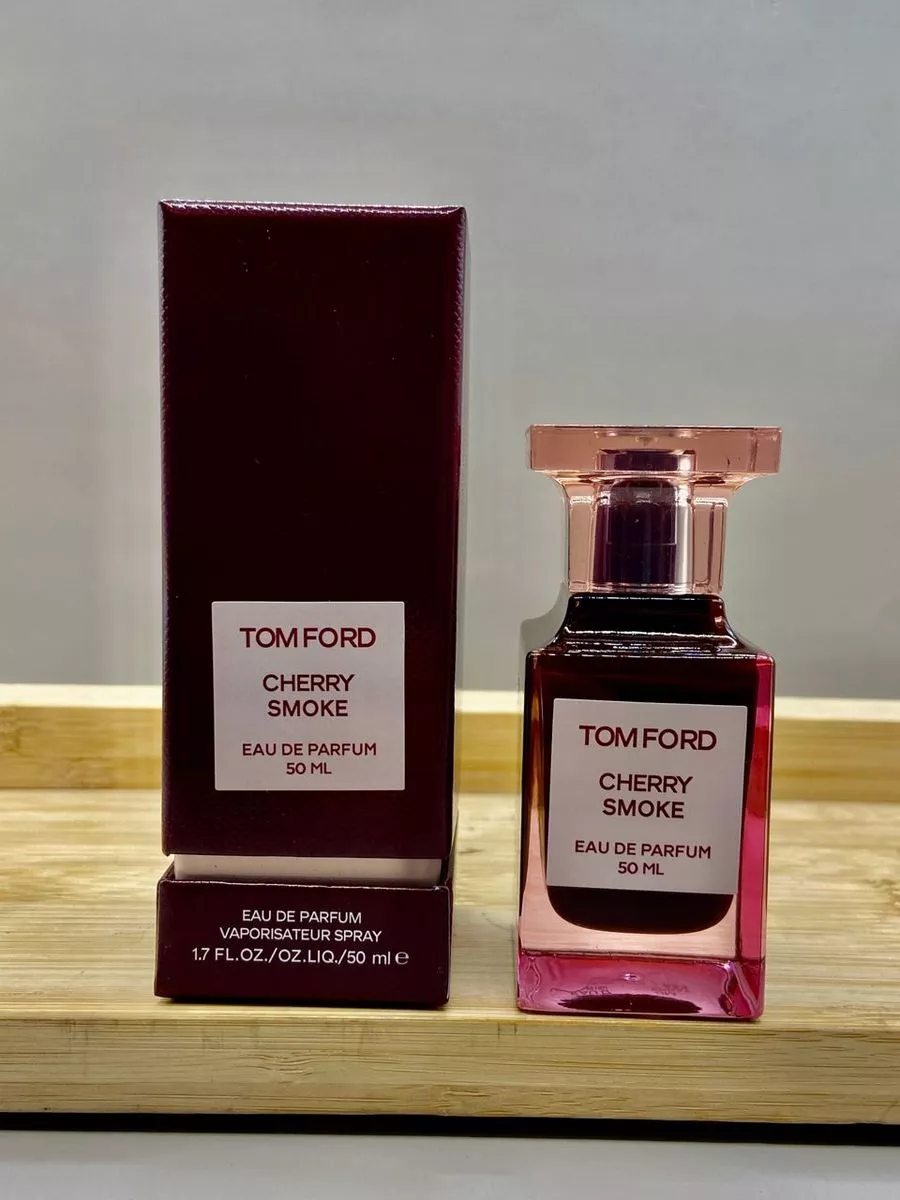 TOM FORD
CHERRY
SMOKE
EAU DE PARFUM
50 ML
EAU DE PARFUM
VAPORISATEUR SPRAY
1.7 FL.OZ./OZ.LIQ./50 ml e
TOM FORD
CHERRY
SMOKE
EAU DE PARFUM
50 ML